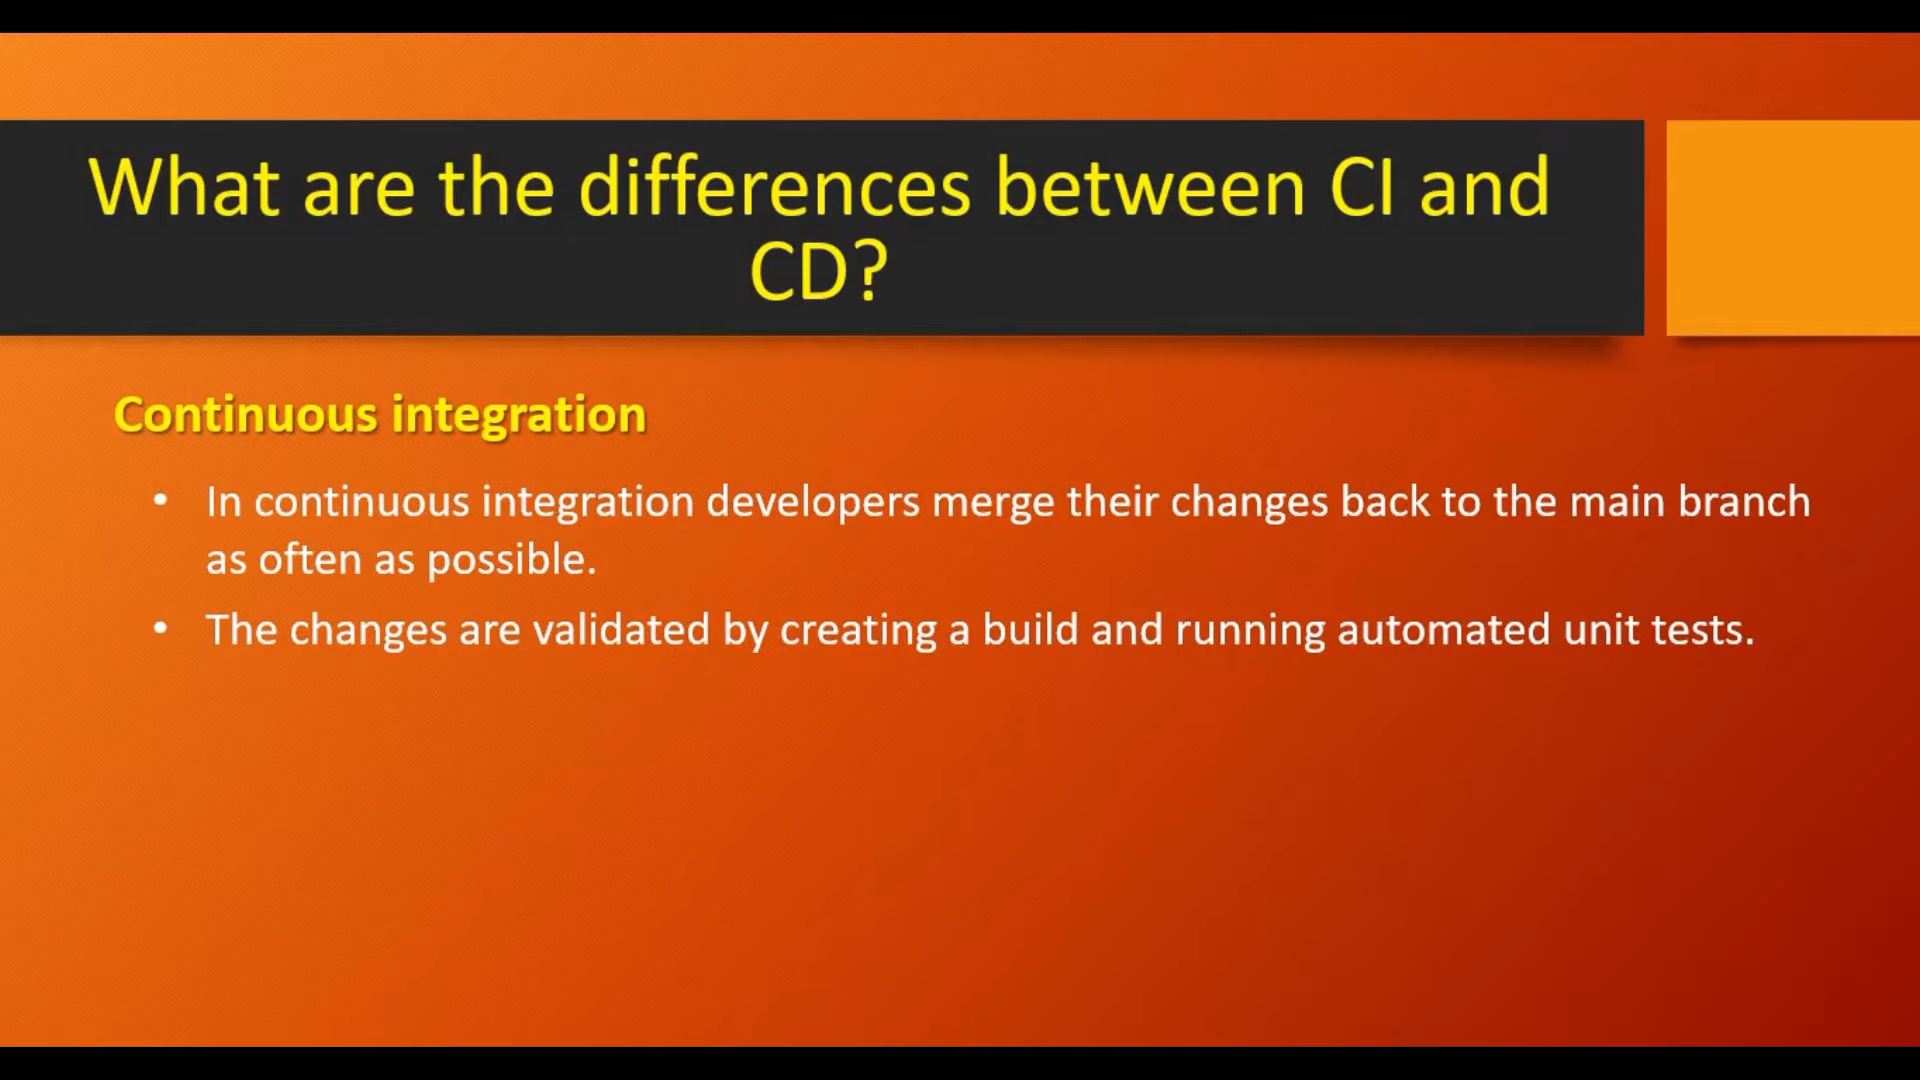 What are the differences between CI and
CD?
Continuous integration
• In continuous integration developers merge their changes back to the main branch
as often as possible.
• The changes are validated by creating a build and running automated unit tests.